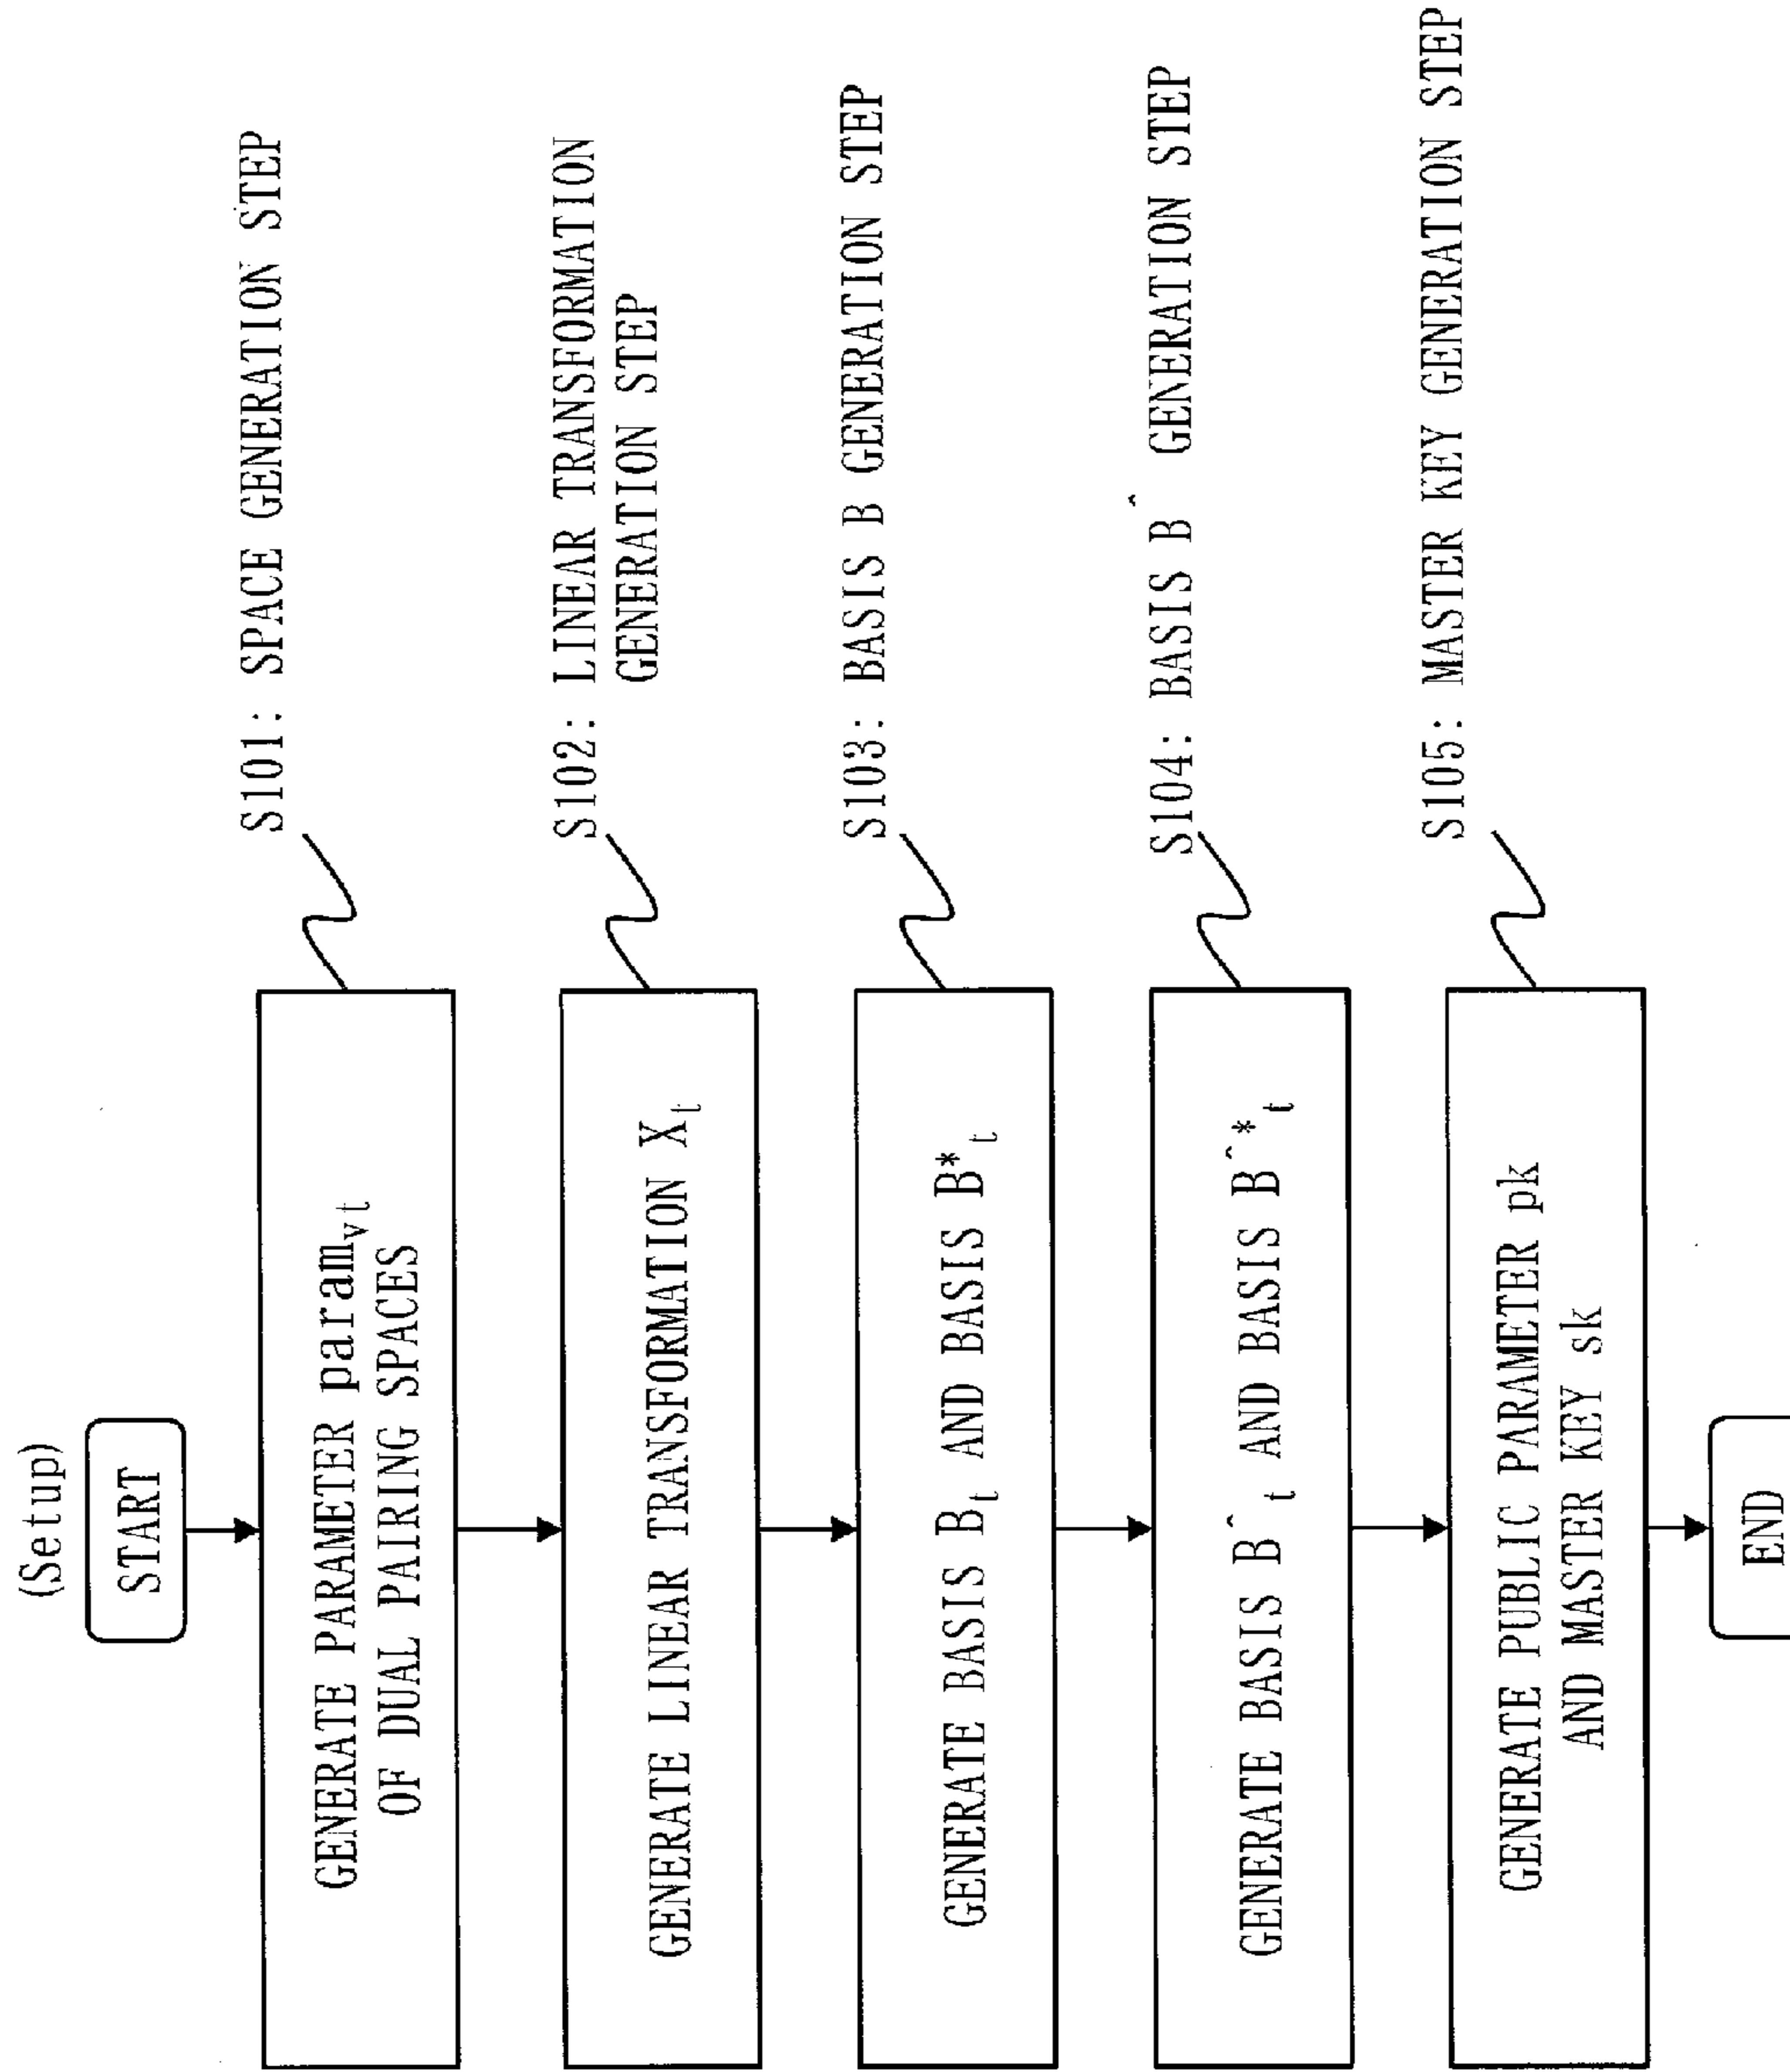 (Setup)
START
GENERATE PARAMETER param_vt
OF DUAL PAIRING SPACES
S101: SPACE GENERATION STEP
GENERATE LINEAR TRANSFORMATION X_t
S102: LINEAR TRANSFORMATION
GENERATION STEP
GENERATE BASIS B_t AND BASIS B*_t
S103: BASIS B GENERATION STEP
GENERATE BASIS B^_t AND BASIS B^*_t
S104: BASIS B^ GENERATION STEP
GENERATE PUBLIC PARAMETER pk
AND MASTER KEY sk
S105: MASTER KEY GENERATION STEP
END